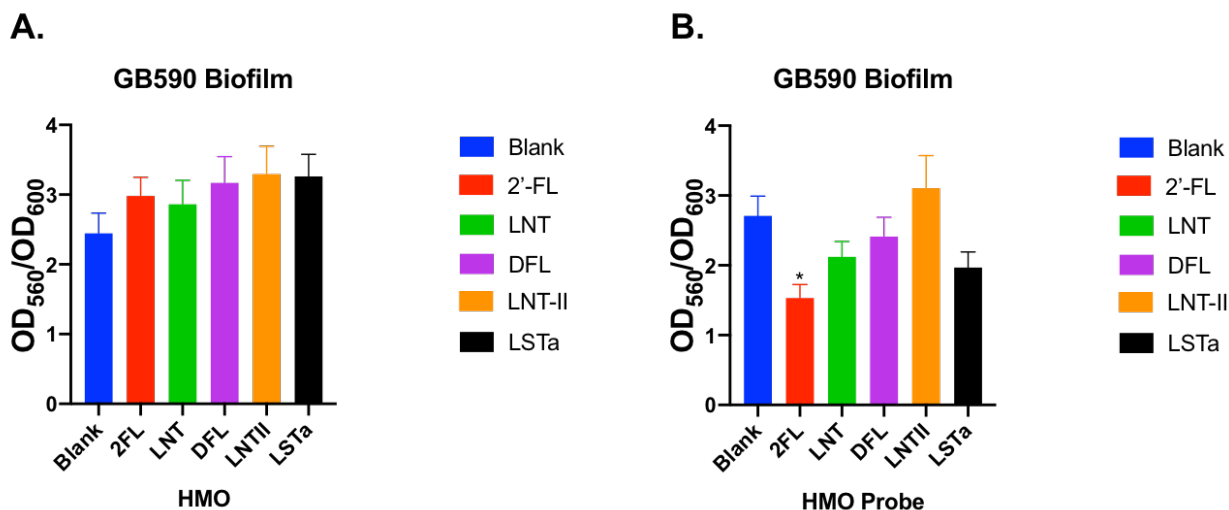 A.
GB590 Biofilm
OD560/OD600
4
3
2
1
0
Blank
2FL
LNT
DFL
LNTII
LSTa
HMO
Blank
2'-FL
LNT
DFL
LNT-II
LSTa
B.
GB590 Biofilm
OD560/OD600
4
3
2
1
0
*
Blank
2FL
LNT
DFL
LNTII
LSTa
HMO Probe
Blank
2'-FL
LNT
DFL
LNT-II
LSTa